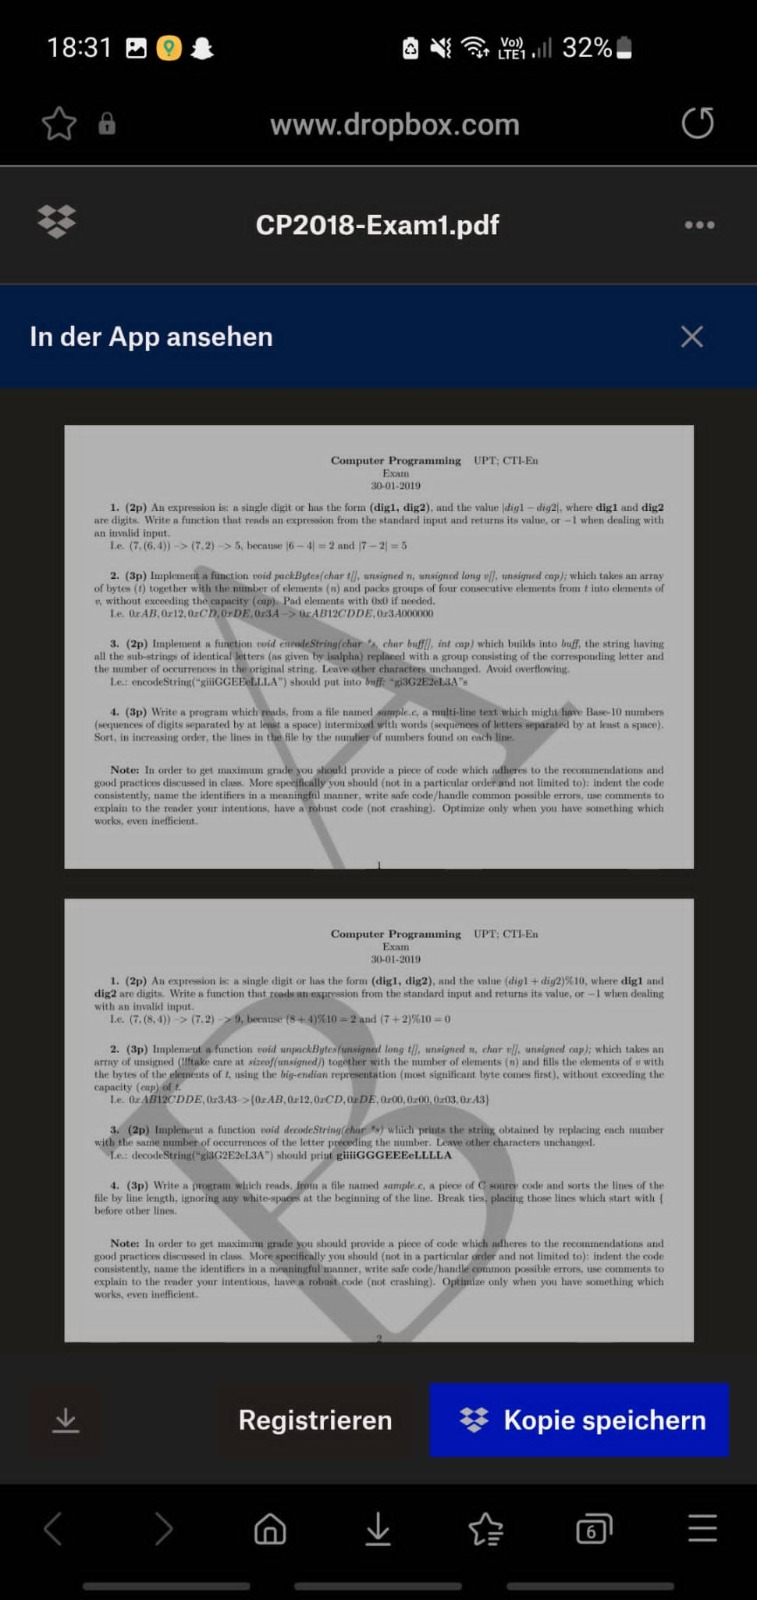 18:31
Vo))
LTE1
32%
www.dropbox.com
CP2018-Exam1.pdf
In der App ansehen
Computer Programming UPT; CTI-En
Exam
30-01-2019
1. (2p) An expression is: a single digit or has the form (dig1, dig2), and the value |dig1 − dig2|, where dig1 and dig2
are digits. Write a function that reads an expression from the standard input and returns its value, or −1 when dealing with
an invalid input.
I.e. (7, (6, 4)) −> (7, 2) −> 5, because |6 − 4| = 2 and |7 − 2| = 5
2. (3p) Implement a function void packBytes(char t[], unsigned n, unsigned long v[], unsigned cap); which takes an array
of bytes (t) together with the number of elements (n) and packs groups of four consecutive elements from t into elements of
v, without exceeding the capacity (cap). Pad elements with 0x0 if needed.
I.e. 0xAB, 0x12, 0xCD, 0xDE, 0x3A −> 0xAB12CDDE, 0x3A000000
3. (2p) Implement a function void encodeString(char *s, char buff[], int cap) which builds into buff, the string having
all the sub-strings of identical letters (as given by isalpha) replaced with a group consisting of the corresponding letter and
the number of occurrences in the original string. Leave other characters unchanged. Avoid overflowing.
I.e.: encodeString("giiiGGEEeLLLA") should put into buff: "gi3G2E2eL3A"s
4. (3p) Write a program which reads, from a file named sample.c, a multi-line text which might have Base-10 numbers
(sequences of digits separated by at least a space) intermixed with words (sequences of letters separated by at least a space).
Sort, in increasing order, the lines in the file by the number of numbers found on each line.
Note: In order to get maximum grade you should provide a piece of code which adheres to the recommendations and
good practices discussed in class. More specifically you should (not in a particular order and not limited to): indent the code
consistently, name the identifiers in a meaningful manner, write safe code/handle common possible errors, use comments to
explain to the reader your intentions, have a robust code (not crashing). Optimize only when you have something which
works, even inefficient.
A
1
Computer Programming UPT; CTI-En
Exam
30-01-2019
1. (2p) An expression is: a single digit or has the form (dig1, dig2), and the value (dig1 + dig2)%10, where dig1 and
dig2 are digits. Write a function that reads an expression from the standard input and returns its value, or −1 when dealing
with an invalid input.
I.e. (7, (8, 4)) −> (7, 2) −> 9, because (8 + 4)%10 = 2 and (7 + 2)%10 = 0
2. (3p) Implement a function void unpackBytes(unsigned long t[], unsigned n, char v[], unsigned cap); which takes an
array of unsigned (!!!take care at sizeof(unsigned)) together with the number of elements (n) and fills the elements of v with
the bytes of the elements of t, using the big-endian representation (most significant byte comes first), without exceeding the
capacity (cap) of t.
I.e. 0xAB12CDDE, 0x3A3−>{0xAB, 0x12, 0xCD, 0xDE, 0x00, 0x00, 0x03, 0xA3}
3. (2p) Implement a function void decodeString(char *s) which prints the string obtained by replacing each number
with the same number of occurrences of the letter preceding the number. Leave other characters unchanged.
I.e.: decodeString("gi3G2E2eL3A") should print giiiiGGGEEEeLLLLA
4. (3p) Write a program which reads, from a file named sample.c, a piece of C source code and sorts the lines of the
file by line length, ignoring any white-spaces at the beginning of the line. Break ties, placing those lines which start with {
before other lines.
Note: In order to get maximum grade you should provide a piece of code which adheres to the recommendations and
good practices discussed in class. More specifically you should (not in a particular order and not limited to): indent the code
consistently, name the identifiers in a meaningful manner, write safe code/handle common possible errors, use comments to
explain to the reader your intentions, have a robust code (not crashing). Optimize only when you have something which
works, even inefficient.
B
2
Registrieren
Kopie speichern
6